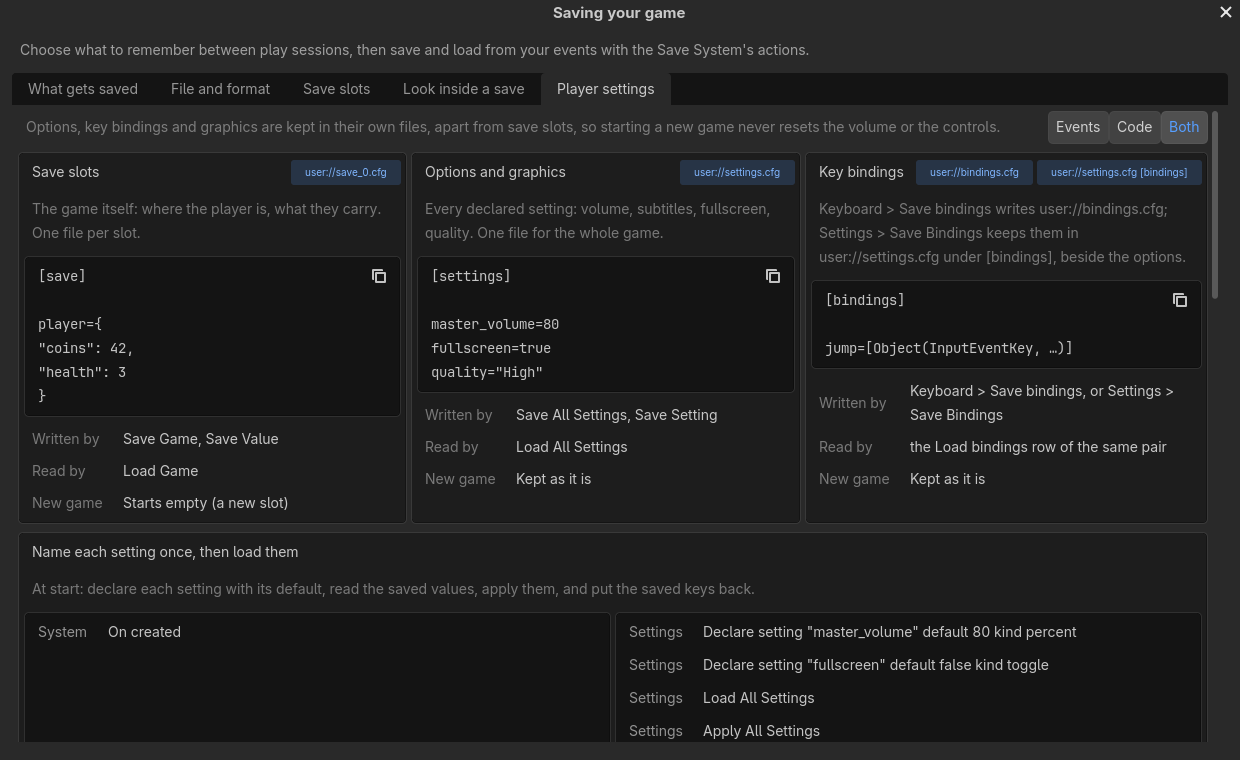 Saving your game
Choose what to remember between play sessions, then save and load from your events with the Save System's actions.
What gets saved
File and format
Save slots
Look inside a save
Player settings
Options, key bindings and graphics are kept in their own files, apart from save slots, so starting a new game never resets the volume or the controls.
Events
Code
Both
Save slots
user://save_0.cfg
The game itself: where the player is, what they carry.
One file per slot.
[save]
player={
"coins": 42,
"health": 3
}
Written by
Save Game, Save Value
Read by
Load Game
New game
Starts empty (a new slot)
Options and graphics
user://settings.cfg
Every declared setting: volume, subtitles, fullscreen,
quality. One file for the whole game.
[settings]
master_volume=80
fullscreen=true
quality="High"
Written by
Save All Settings, Save Setting
Read by
Load All Settings
New game
Kept as it is
Key bindings
user://bindings.cfg
user://settings.cfg [bindings]
Keyboard > Save bindings writes user://bindings.cfg;
Settings > Save Bindings keeps them in
user://settings.cfg under [bindings], beside the options.
[bindings]
jump=[Object(InputEventKey, …)]
Written by
Keyboard > Save bindings, or Settings >
Save Bindings
Read by
the Load bindings row of the same pair
New game
Kept as it is
Name each setting once, then load them
At start: declare each setting with its default, read the saved values, apply them, and put the saved keys back.
System
On created
Settings
Declare setting "master_volume" default 80 kind percent
Settings
Declare setting "fullscreen" default false kind toggle
Settings
Load All Settings
Settings
Apply All Settings